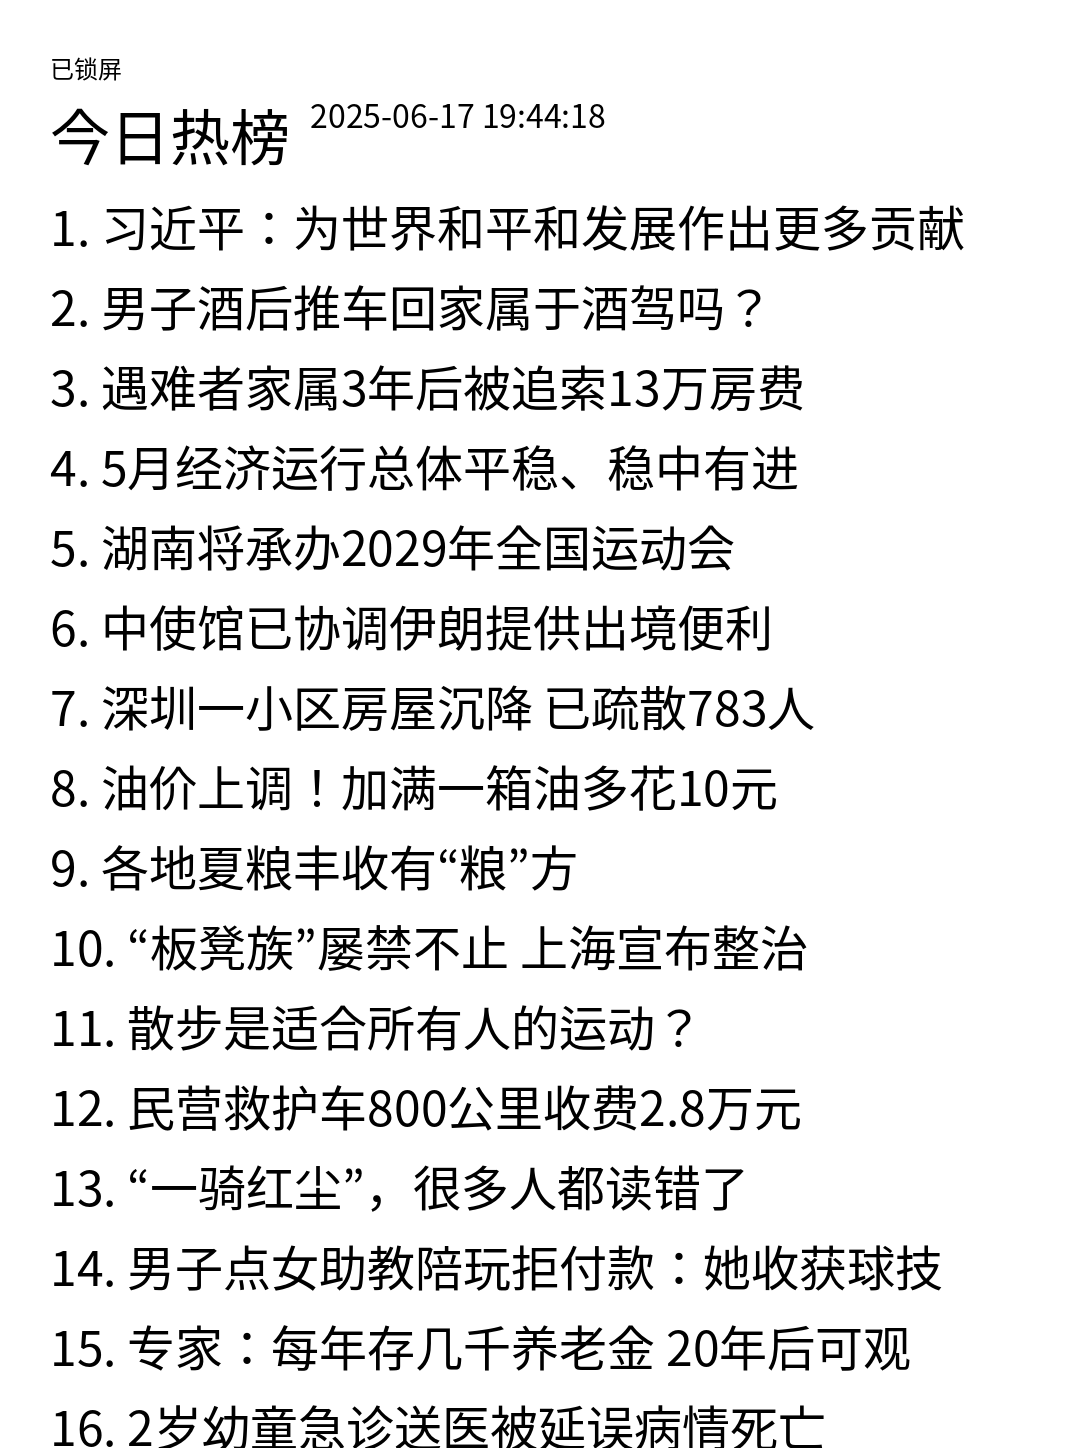 已锁屏
今日热榜 2025-06-17 19:44:18
1. 习近平：为世界和平和发展作出更多贡献
2. 男子酒后推车回家属于酒驾吗？
3. 遇难者家属3年后被追索13万房费
4. 5月经济运行总体平稳、稳中有进
5. 湖南将承办2029年全国运动会
6. 中使馆已协调伊朗提供出境便利
7. 深圳一小区房屋沉降 已疏散783人
8. 油价上调！加满一箱油多花10元
9. 各地夏粮丰收有“粮”方
10. “板凳族”屡禁不止 上海宣布整治
11. 散步是适合所有人的运动？
12. 民营救护车800公里收费2.8万元
13. “一骑红尘”，很多人都读错了
14. 男子点女助教陪玩拒付款：她收获球技
15. 专家：每年存几千养老金 20年后可观
16. 2岁幼童急诊送医被延误病情死亡